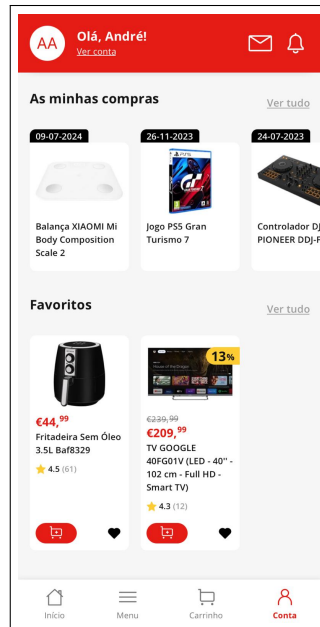 AA
Olá, André!
Ver conta
As minhas compras
Ver tudo
09-07-2024
26-11-2023
24-07-2023
Balança XIAOMI Mi
Body Composition
Scale 2
Jogo PS5 Gran
Turismo 7
Controlador DJ
PIONEER DDJ-F
Favoritos
Ver tudo
13%
€44,99
Fritadeira Sem Óleo
3.5L Baf8329
4.5 (61)
€239,99
€209,99
TV GOOGLE
40FG01V (LED - 40'' -
102 cm - Full HD -
Smart TV)
4.3 (12)
Início
Menu
Carrinho
Conta